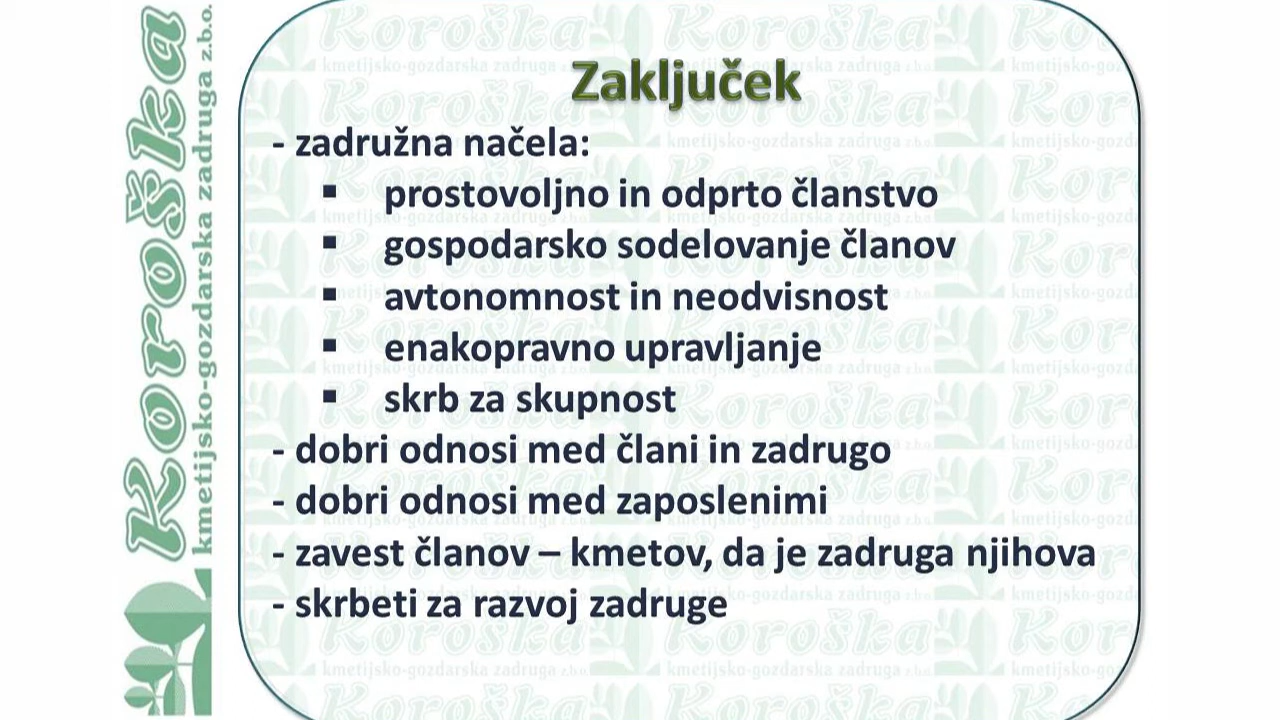 Koroška
kmetijsko-gozdarska zadruga z.b.o.
Zaključek
- zadružna načela:
▪ prostovoljno in odprto članstvo
▪ gospodarsko sodelovanje članov
▪ avtonomnost in neodvisnost
▪ enakopravno upravljanje
▪ skrb za skupnost
- dobri odnosi med člani in zadrugo
- dobri odnosi med zaposlenimi
- zavest članov – kmetov, da je zadruga njihova
- skrbeti za razvoj zadruge